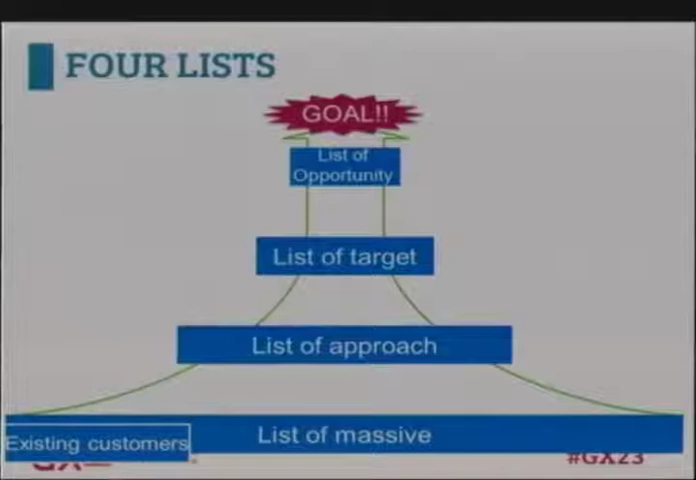 FOUR LISTS
GOAL!!
List of
Opportunity
List of target
List of approach
List of massive
Existing customers
#GX23